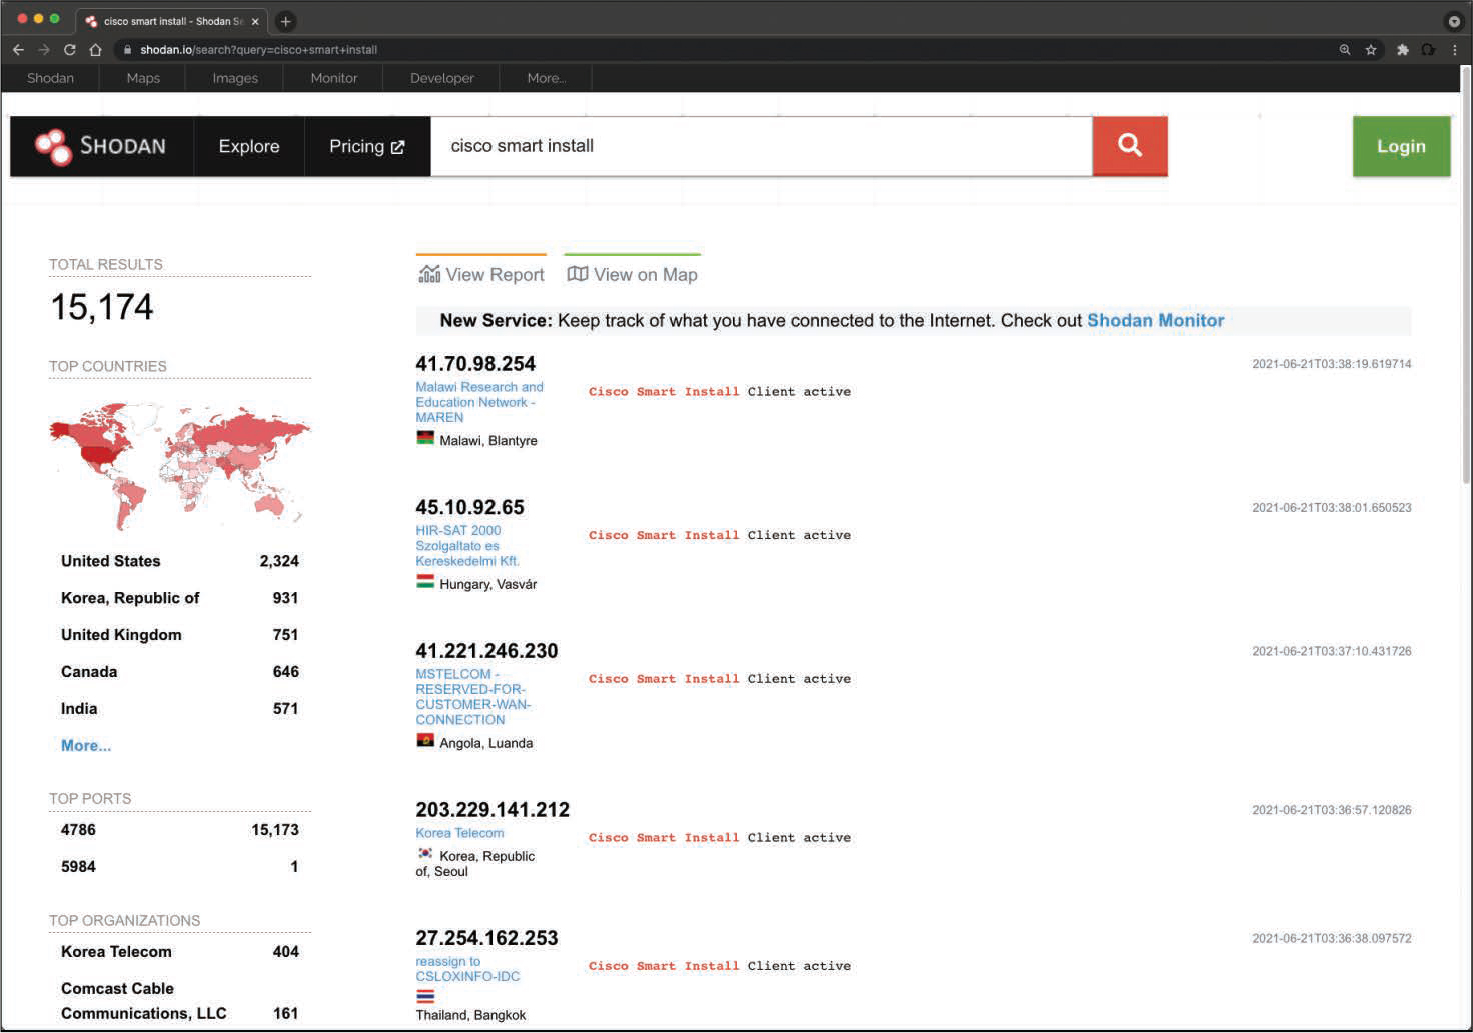 cisco smart install - Shodan Se
shodan.io/search?query=cisco+smart+install
Shodan Maps Images Monitor Developer More...
SHODAN Explore Pricing cisco smart install Login
TOTAL RESULTS
15,174
TOP COUNTRIES
United States 2,324
Korea, Republic of 931
United Kingdom 751
Canada 646
India 571
More...
TOP PORTS
4786 15,173
5984 1
TOP ORGANIZATIONS
Korea Telecom 404
Comcast Cable
Communications, LLC 161
View Report View on Map
New Service: Keep track of what you have connected to the Internet. Check out Shodan Monitor
41.70.98.254 2021-06-21T03:38:19.619714
Malawi Research and
Education Network -
MAREN
Malawi, Blantyre
Cisco Smart Install Client active
45.10.92.65 2021-06-21T03:38:01.650523
HIR-SAT 2000
Szolgaltato es
Kereskedelmi Kft.
Hungary, Vasvár
Cisco Smart Install Client active
41.221.246.230 2021-06-21T03:37:10.431726
MSTELCOM -
RESERVED-FOR-
CUSTOMER-WAN-
CONNECTION
Angola, Luanda
Cisco Smart Install Client active
203.229.141.212 2021-06-21T03:36:57.120826
Korea Telecom
Korea, Republic
of, Seoul
Cisco Smart Install Client active
27.254.162.253 2021-06-21T03:36:38.097572
reassign to
CSLOXINFO-IDC
Thailand, Bangkok
Cisco Smart Install Client active